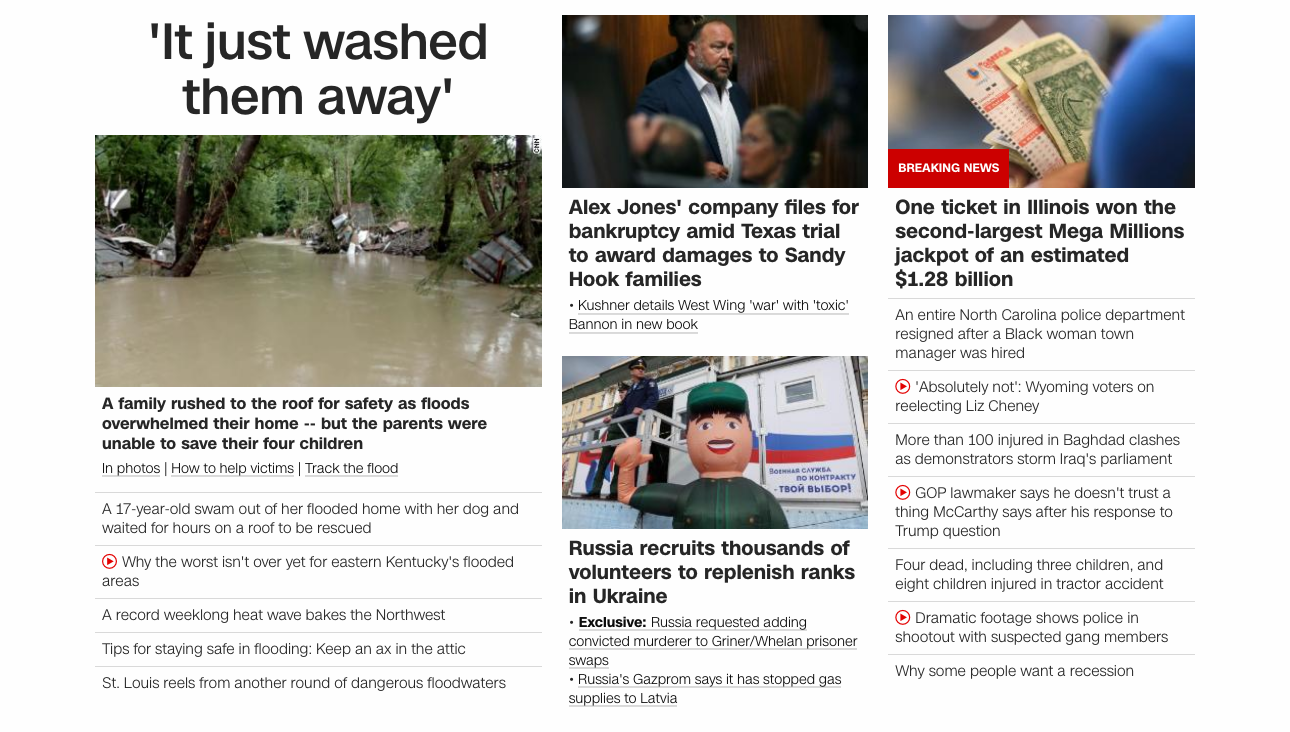 'It just washed
them away'
CNN
A family rushed to the roof for safety as floods
overwhelmed their home -- but the parents were
unable to save their four children
In photos | How to help victims | Track the flood
A 17-year-old swam out of her flooded home with her dog and
waited for hours on a roof to be rescued
Why the worst isn't over yet for eastern Kentucky's flooded
areas
A record weeklong heat wave bakes the Northwest
Tips for staying safe in flooding: Keep an ax in the attic
St. Louis reels from another round of dangerous floodwaters
Alex Jones' company files for
bankruptcy amid Texas trial
to award damages to Sandy
Hook families
• Kushner details West Wing 'war' with 'toxic'
Bannon in new book
ВОЕННАЯ СЛУЖБА
ПО КОНТРАКТУ
- ТВОЙ ВЫБОР!
Russia recruits thousands of
volunteers to replenish ranks
in Ukraine
• Exclusive: Russia requested adding
convicted murderer to Griner/Whelan prisoner
swaps
• Russia's Gazprom says it has stopped gas
supplies to Latvia
MEGA
BREAKING NEWS
One ticket in Illinois won the
second-largest Mega Millions
jackpot of an estimated
$1.28 billion
An entire North Carolina police department
resigned after a Black woman town
manager was hired
'Absolutely not': Wyoming voters on
reelecting Liz Cheney
More than 100 injured in Baghdad clashes
as demonstrators storm Iraq's parliament
GOP lawmaker says he doesn't trust a
thing McCarthy says after his response to
Trump question
Four dead, including three children, and
eight children injured in tractor accident
Dramatic footage shows police in
shootout with suspected gang members
Why some people want a recession